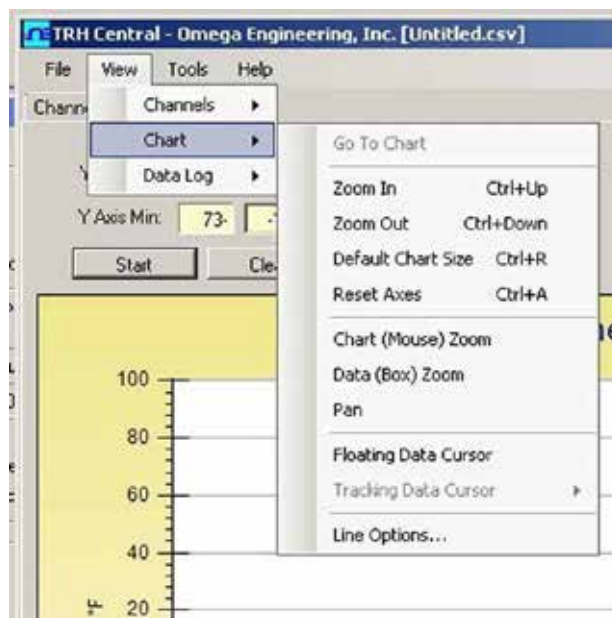 TRH Central - Omega Engineering, Inc. [Untitled.csv]
File View Tools Help
Channels
Chart
Data Log
Y Axis Min: 73-
Start
Go To Chart
Zoom In Ctrl+Up
Zoom Out Ctrl+Down
Default Chart Size Ctrl+R
Reset Axes Ctrl+A
Chart (Mouse) Zoom
Data (Box) Zoom
Pan
Floating Data Cursor
Tracking Data Cursor
Line Options...
100
80
60
40
20
°F